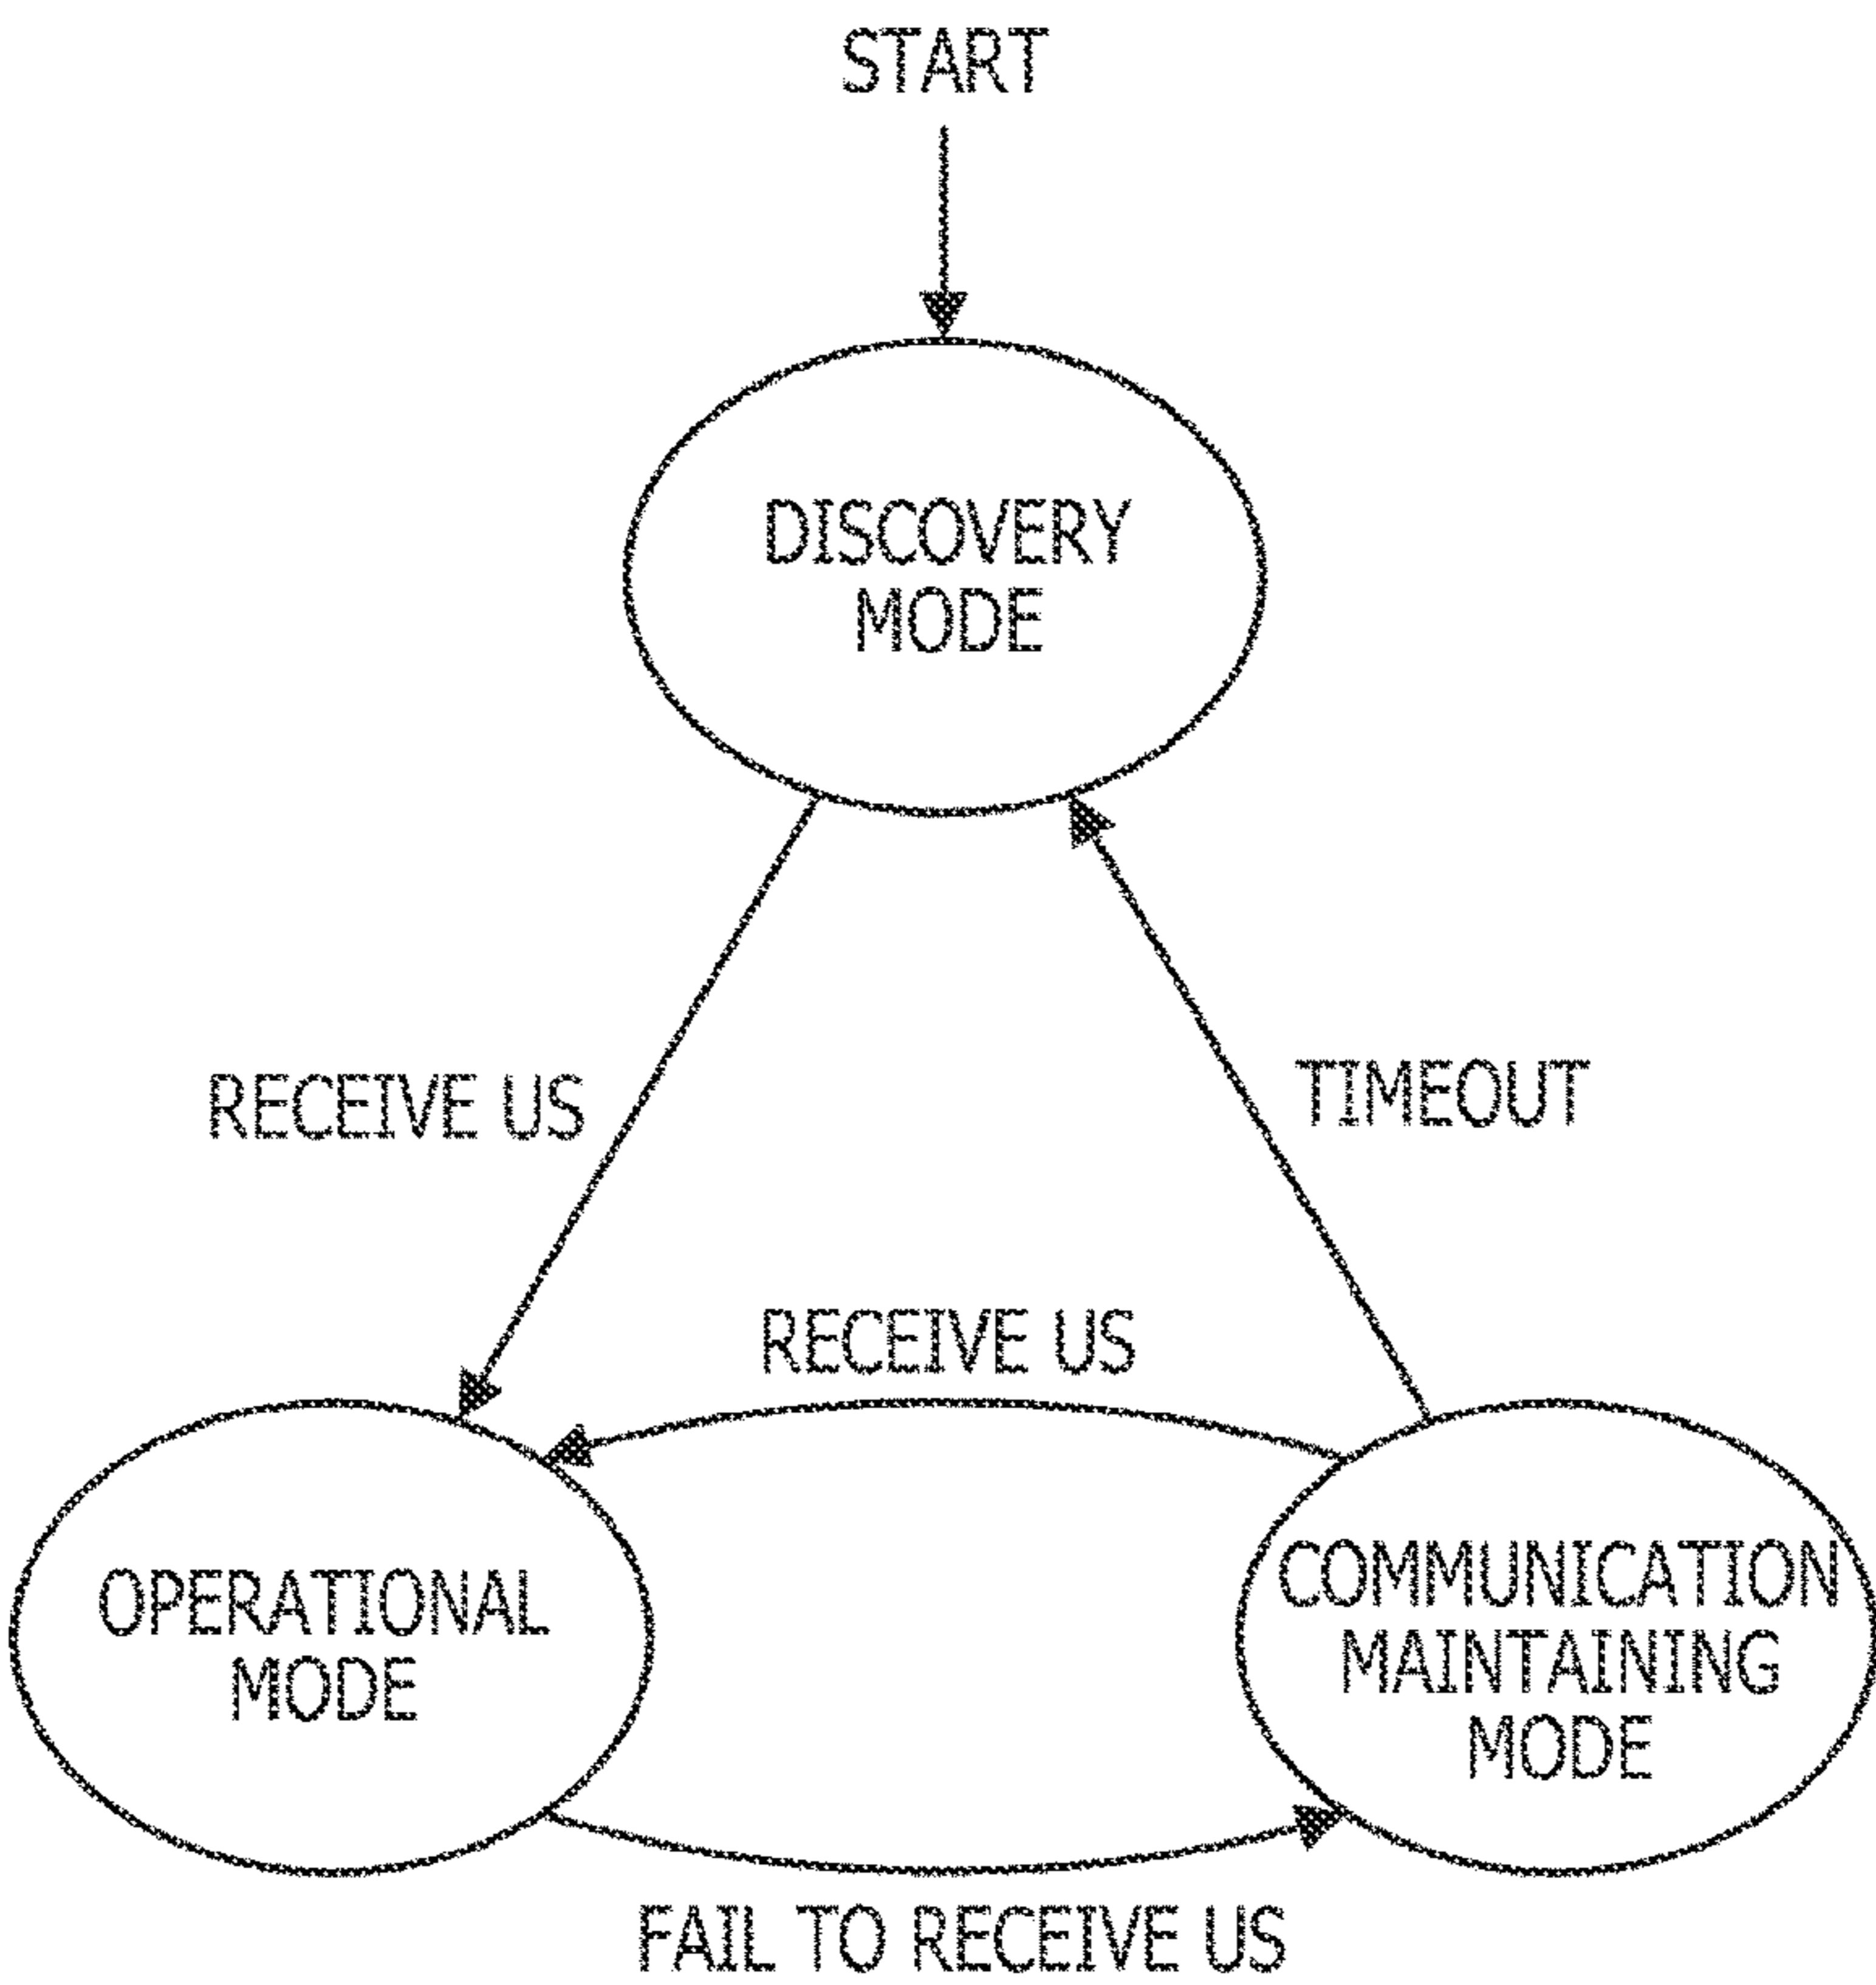 START
DISCOVERY
MODE
RECEIVE US
TIMEOUT
RECEIVE US
OPERATIONAL
MODE
COMMUNICATION
MAINTAINING
MODE
FAIL TO RECEIVE US